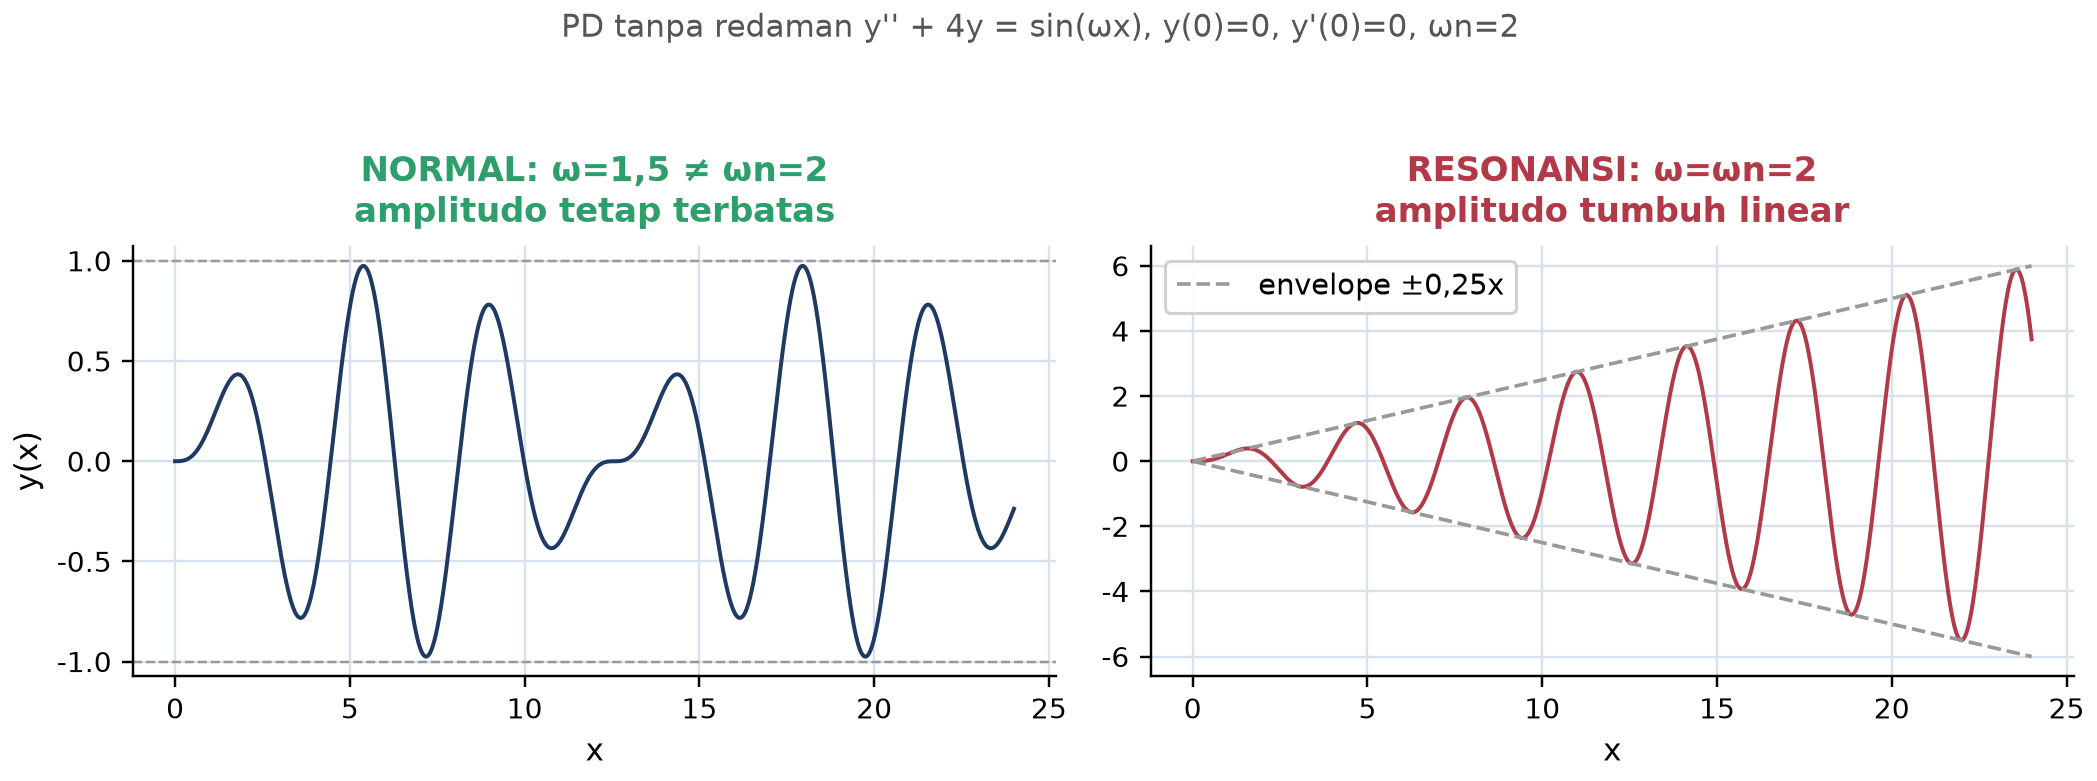 PD tanpa redaman y'' + 4y = sin(ωx), y(0)=0, y'(0)=0, ωn=2
NORMAL: ω=1,5 ≠ ωn=2
amplitudo tetap terbatas
1.0
0.5
0.0
-0.5
-1.0
y(x)
0 5 10 15 20 25
x
RESONANSI: ω=ωn=2
amplitudo tumbuh linear
envelope ±0,25x
6
4
2
0
-2
-4
-6
0 5 10 15 20 25
x